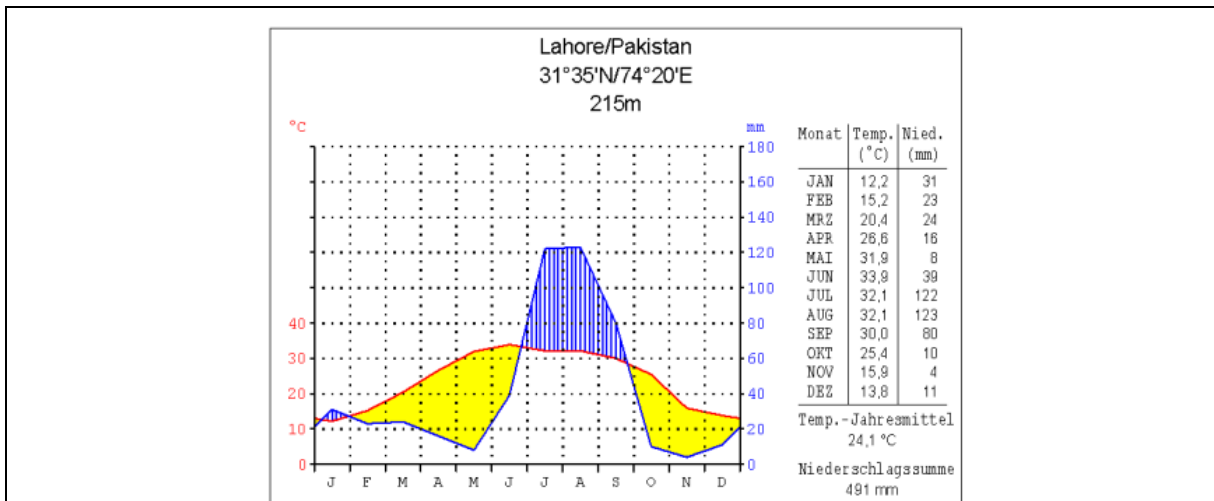 Lahore/Pakistan
31°35'N/74°20'E
215m
°C
mm
180
160
140
120
100
40 80
30 60
20 40
10 20
0 0
J F M A M J J A S O N D
Monat Temp. Nied.
(°C) (mm)
JAN 12,2 31
FEB 15,2 23
MRZ 20,4 24
APR 26,6 16
MAI 31,9 8
JUN 33,9 39
JUL 32,1 122
AUG 32,1 123
SEP 30,0 80
OKT 25,4 10
NOV 15,9 4
DEZ 13,8 11
Temp.-Jahresmittel
24,1 °C
Niederschlagssumme
491 mm